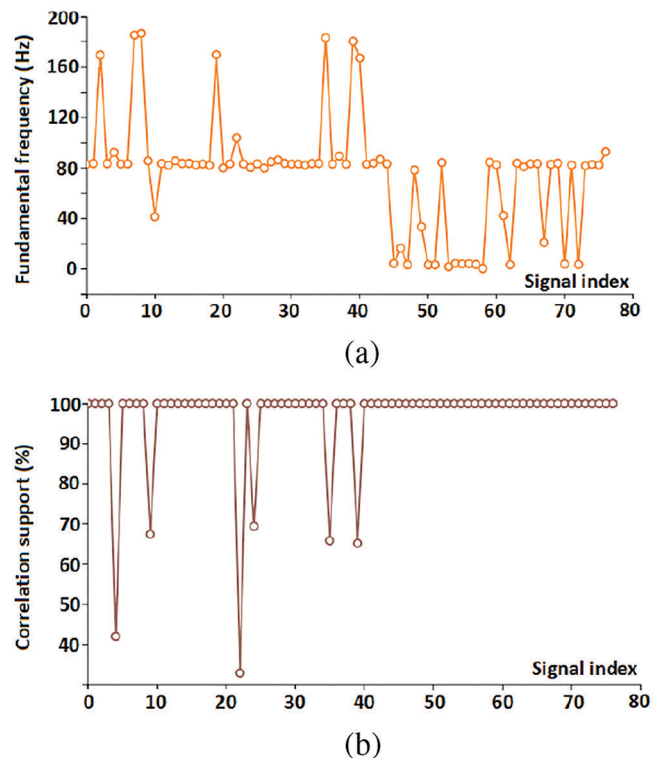 Fundamental frequency (Hz)
200
160
120
80
40
0
Signal index
0 10 20 30 40 50 60 70 80
(a)
Correlation support (%)
100
90
80
70
60
50
40
Signal index
0 10 20 30 40 50 60 70 80
(b)